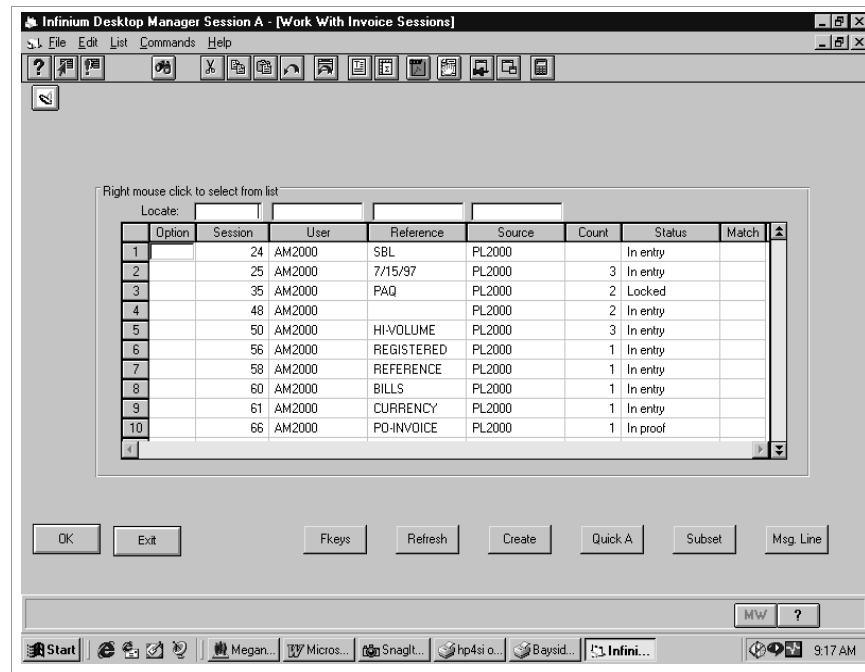 Infinium Desktop Manager Session A - [Work With Invoice Sessions]
File Edit List Commands Help
Right mouse click to select from list
Locate:
Option Session User Reference Source Count Status Match
1 24 AM2000 SBL PL2000 In entry
2 25 AM2000 7/15/97 PL2000 3 In entry
3 35 AM2000 PAQ PL2000 2 Locked
4 48 AM2000 PL2000 2 In entry
5 50 AM2000 HI-VOLUME PL2000 3 In entry
6 56 AM2000 REGISTERED PL2000 1 In entry
7 58 AM2000 REFERENCE PL2000 1 In entry
8 60 AM2000 BILLS PL2000 1 In entry
9 61 AM2000 CURRENCY PL2000 1 In entry
10 66 AM2000 PO-INVOICE PL2000 1 In proof
OK Exit Fkeys Refresh Create Quick A Subset Msg. Line
MW ?
Start Megan... Micros... SnagIt... hp4si o... Baysid... Infini... 9:17 AM